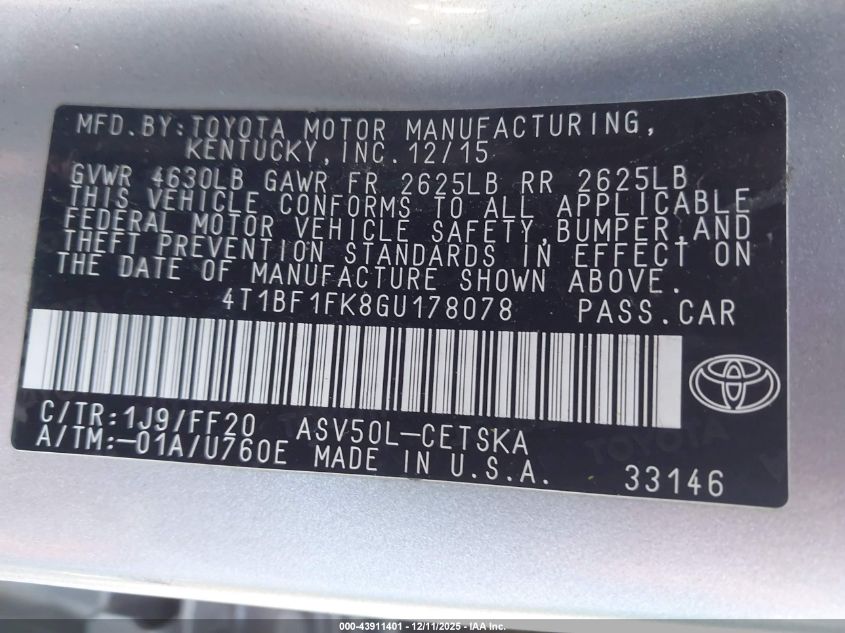 MFD.BY:TOYOTA MOTOR MANUFACTURING,
KENTUCKY,INC.12/15
GVWR 4630LB GAWR FR 2625LB RR 2625LB
THIS VEHICLE CONFORMS TO ALL APPLICABLE
FEDERAL MOTOR VEHICLE SAFETY,BUMPER,AND
THEFT PREVENTION STANDARDS IN EFFECT ON
THE DATE OF MANUFACTURE SHOWN ABOVE.
4T1BF1FK8GU178078 PASS.CAR
C/TR:1J9/FF20 ASV50L-CETSKA
A/TM:-01A/U760E MADE IN U.S.A. 33146
000-43911401 - 12/11/2025 - IAA Inc.